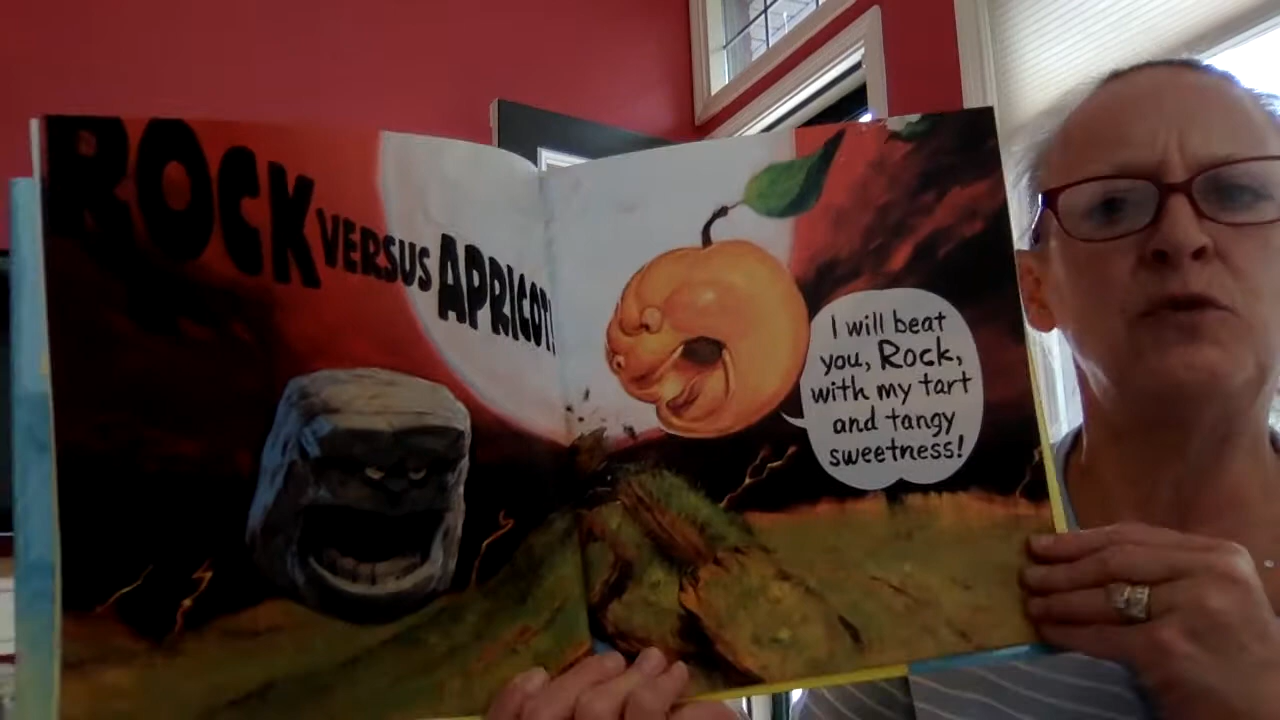 ROCK VERSUS APRICOT!
I will beat
you, Rock,
with my tart
and tangy
sweetness!